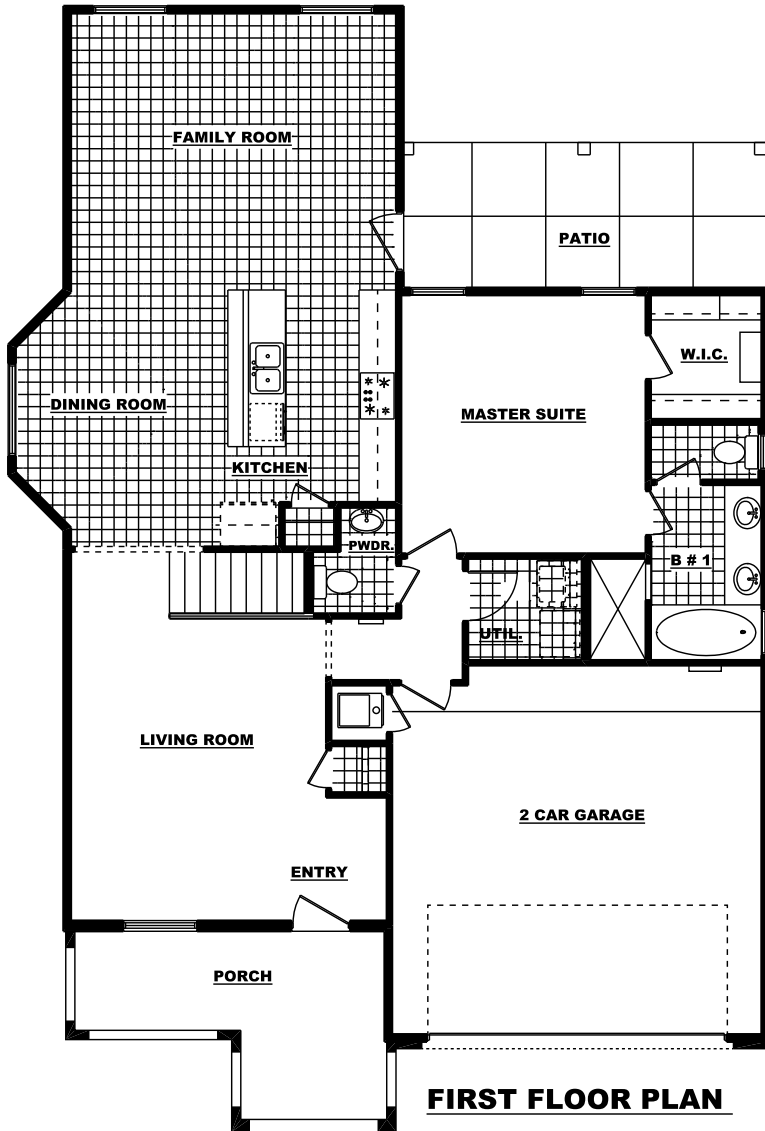 FAMILY ROOM
PATIO
W.I.C.
DINING ROOM
MASTER SUITE
KITCHEN
PWDR.
B # 1
UTIL.
LIVING ROOM
2 CAR GARAGE
ENTRY
PORCH
FIRST FLOOR PLAN